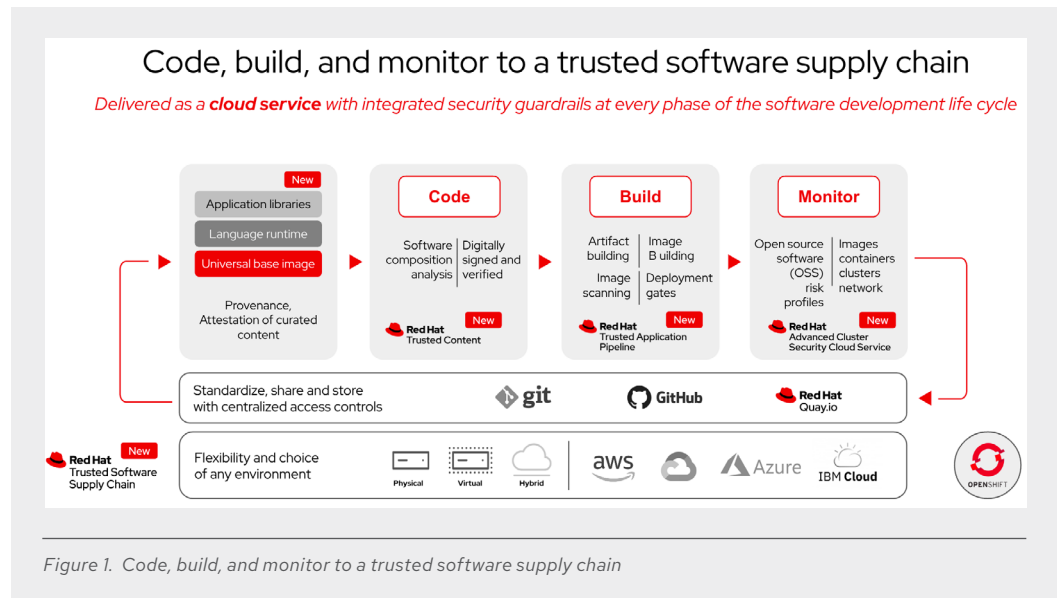 Code, build, and monitor to a trusted software supply chain
Delivered as a cloud service with integrated security guardrails at every phase of the software development life cycle
New
Application libraries
Language runtime
Universal base image
Provenance,
Attestation of curated
content
Code
Software
composition
analysis
Digitally
signed and
verified
New
Red Hat
Trusted Content
Build
Artifact
building
Image
B uilding
Image
scanning
Deployment
gates
New
Red Hat
Trusted Application
Pipeline
Monitor
Open source
software
(OSS)
risk
profiles
Images
containers
clusters
network
New
Red Hat
Advanced Cluster
Security Cloud Service
Standardize, share and store
with centralized access controls
git
GitHub
Red Hat
Quay.io
New
Red Hat
Trusted Software
Supply Chain
Flexibility and choice
of any environment
Physical
Virtual
Hybrid
aws
Azure
IBM Cloud
OPENSHIFT
Figure 1. Code, build, and monitor to a trusted software supply chain